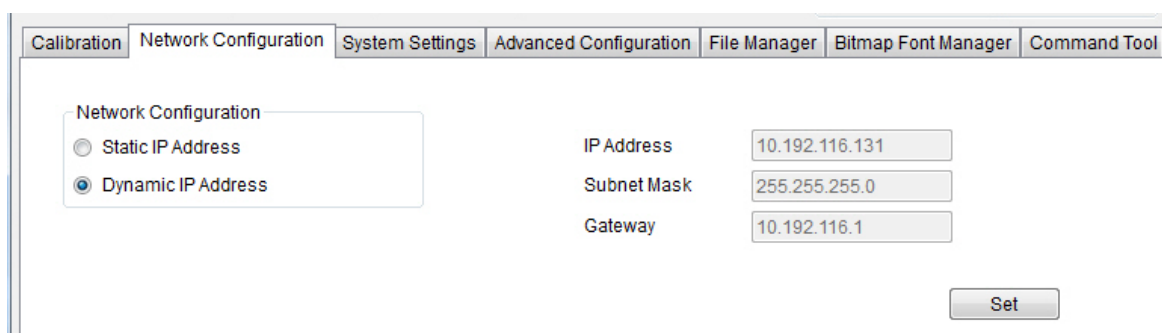 Calibration Network Configuration System Settings Advanced Configuration File Manager Bitmap Font Manager Command Tool
Network Configuration
Static IP Address
Dynamic IP Address
IP Address 10.192.116.131
Subnet Mask 255.255.255.0
Gateway 10.192.116.1
Set